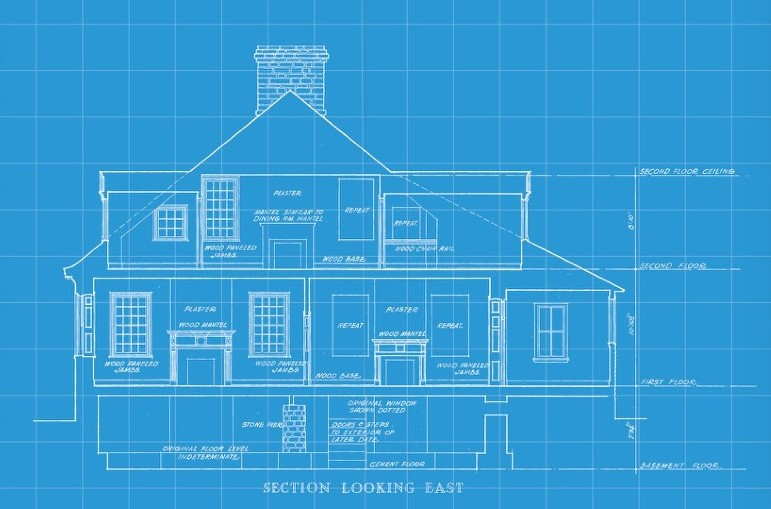 SECOND FLOOR CEILING
PLASTER
REPEAT
MANTEL SIMILAR TO
DINING RM. MANTEL
REPEAT
8'10"
WOOD PANELED
JAMBS.
WOOD CHAIR RAIL
WOOD BASE.
SECOND FLOOR.
PLASTER
PLASTER
WOOD MANTEL
REPEAT
REPEAT.
WOOD MANTEL
WOOD PANELED
JAMBS.
WOOD PANELED
JAMBS.
WOOD PANELED
JAMBS.
WOOD BASE.
FIRST FLOOR.
ORIGINAL WINDOW
SHOWN DOTTED
STONE PIER
DOORS & STEPS
TO EXTERIOR OF
LATER DATE.
ORIGINAL FLOOR LEVEL
INDETERMINATE.
CEMENT FLOOR
BASEMENT FLOOR.
SECTION LOOKING EAST